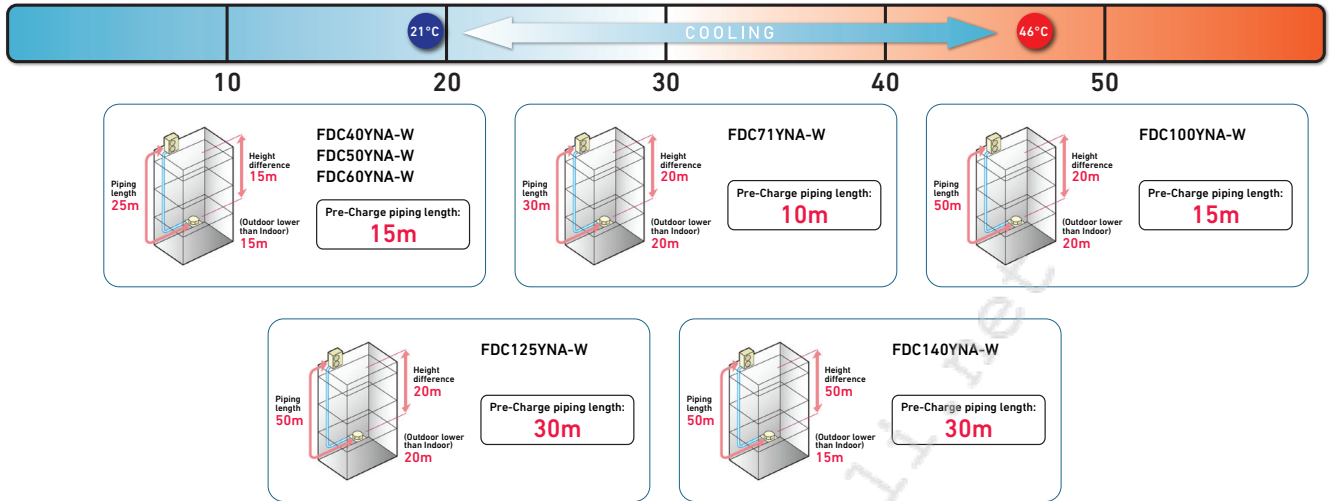 21°C
COOLING
46°C
10
20
30
40
50
FDC40YNA-W
FDC50YNA-W
FDC60YNA-W
Height
difference
15m
Piping
length
25m
(Outdoor lower
than Indoor)
15m
Pre-Charge piping length:
15m
FDC71YNA-W
Height
difference
20m
Piping
length
30m
(Outdoor lower
than Indoor)
20m
Pre-Charge piping length:
10m
FDC100YNA-W
Height
difference
20m
Piping
length
50m
(Outdoor lower
than Indoor)
20m
Pre-Charge piping length:
15m
FDC125YNA-W
Height
difference
20m
Piping
length
50m
(Outdoor lower
than Indoor)
20m
Pre-Charge piping length:
30m
FDC140YNA-W
Height
difference
50m
Piping
length
50m
(Outdoor lower
than Indoor)
15m
Pre-Charge piping length:
30m
li.net